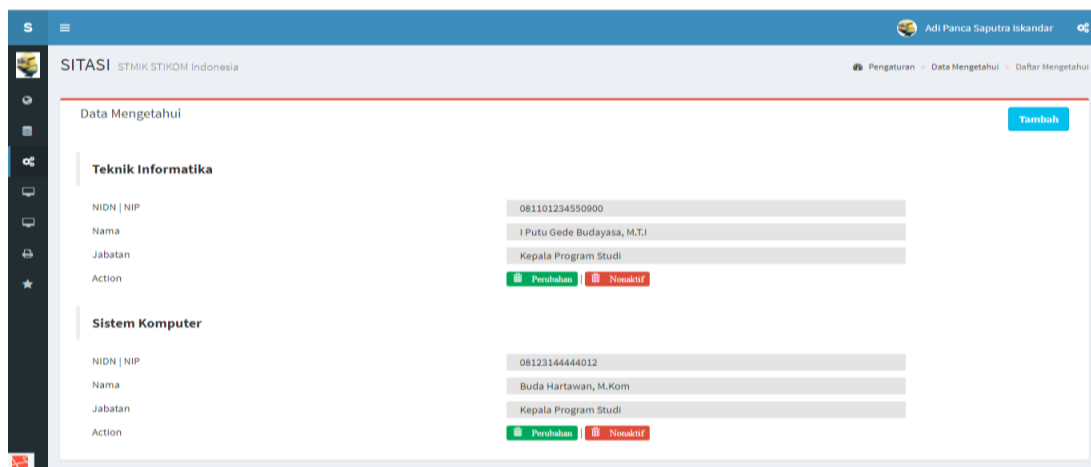 S
Adi Panca Saputra Iskandar
SITASI STMIK STIKOM Indonesia
Pengaturan > Data Mengetahui > Daftar Mengetahui
Data Mengetahui
Tambah
Teknik Informatika
NIDN | NIP 081101234550900
Nama I Putu Gede Budayasa, M.T.I
Jabatan Kepala Program Studi
Action Perubahan | Nonaktif
Sistem Komputer
NIDN | NIP 08123144444012
Nama Buda Hartawan, M.Kom
Jabatan Kepala Program Studi
Action Perubahan | Nonaktif